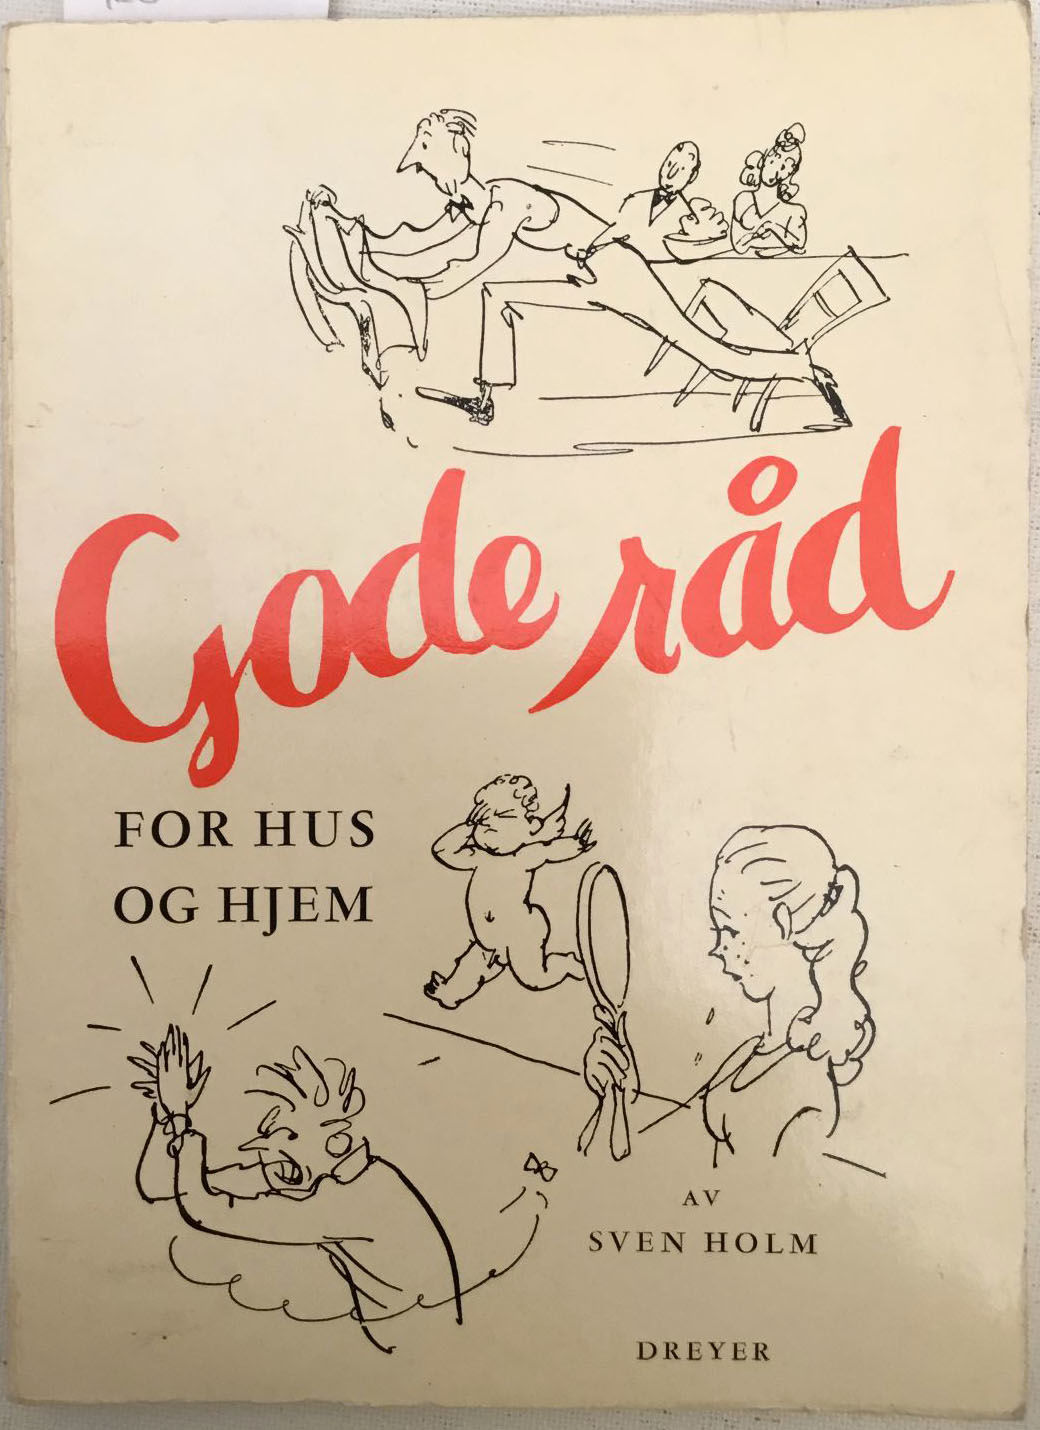 Gode råd
FOR HUS
OG HJEM
AV
SVEN HOLM
DREYER